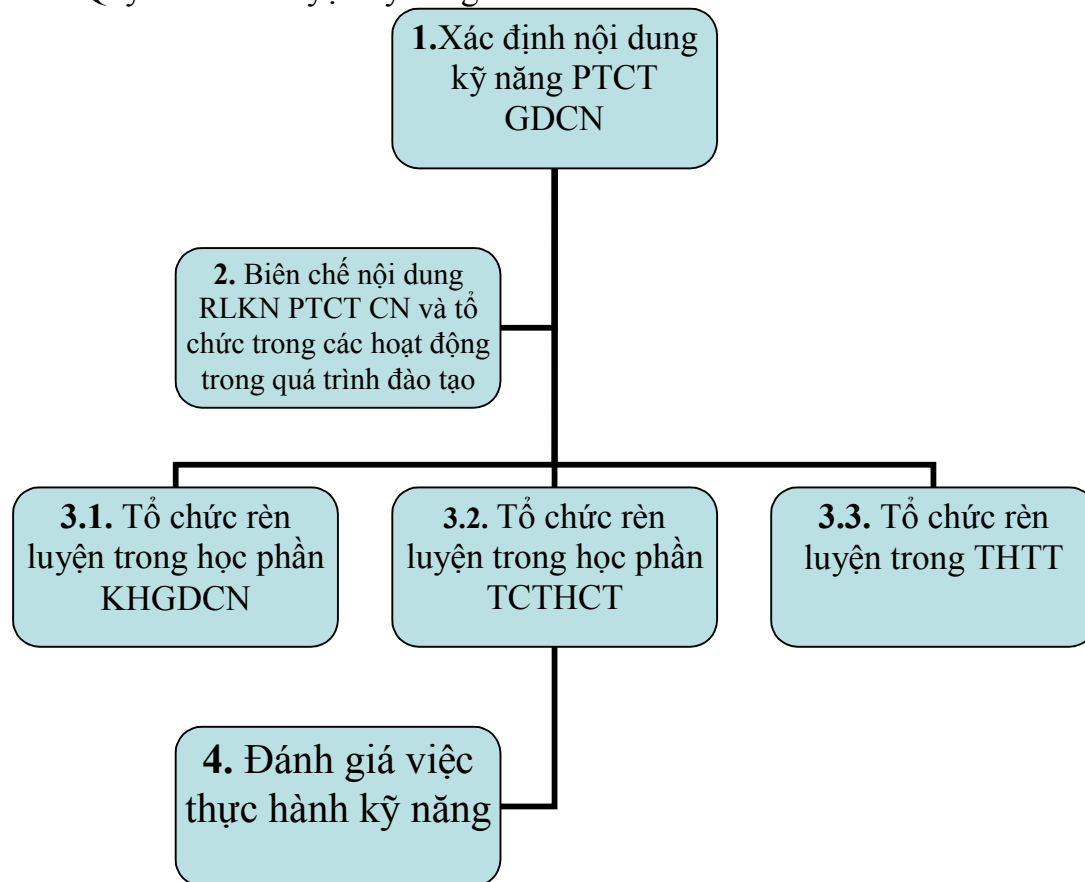 1.Xác định nội dung
kỹ năng PTCT
GDCN
2. Biên chế nội dung
RLKN PTCT CN và tổ
chức trong các hoạt động
trong quá trình đào tạo
3.1. Tổ chức rèn
luyện trong học phần
KHGDCN
3.2. Tổ chức rèn
luyện trong học phần
TCTHCT
3.3. Tổ chức rèn
luyện trong THTT
4. Đánh giá việc
thực hành kỹ năng